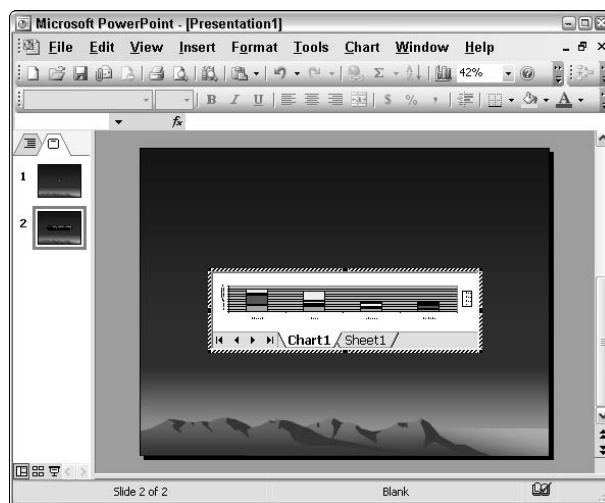 Microsoft PowerPoint - [Presentation1]
File Edit View Insert Format Tools Chart Window Help
Σ 42%
B I U $ % ,
fx
1
2
Chart1 Sheet1
Slide 2 of 2 Blank